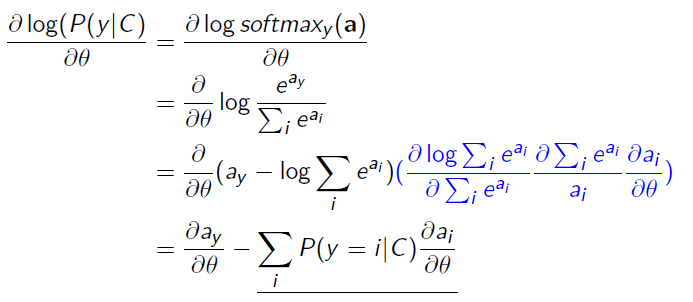 ∂ log(P(y|C) / ∂θ = ∂ log softmax_y(𝐚) / ∂θ
= ∂/∂θ log e^{a_y} / ∑_i e^{a_i}
= ∂/∂θ (a_y − log ∑_i e^{a_i})(∂ log ∑_i e^{a_i} / ∂ ∑_i e^{a_i} ∂ ∑_i e^{a_i} / a_i ∂a_i / ∂θ)
= ∂a_y / ∂θ − ∑_i P(y = i|C) ∂a_i / ∂θ